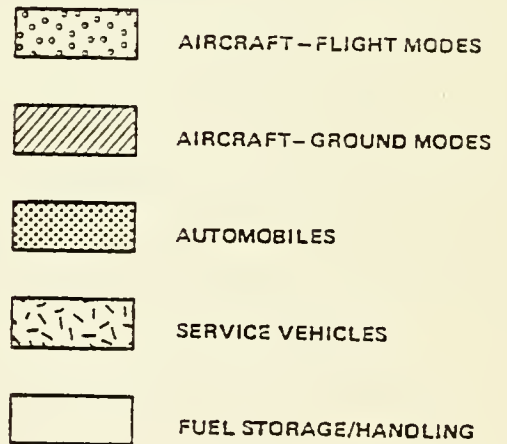 AIRCRAFT–FLIGHT MODES
AIRCRAFT–GROUND MODES
AUTOMOBILES
SERVICE VEHICLES
FUEL STORAGE/HANDLING